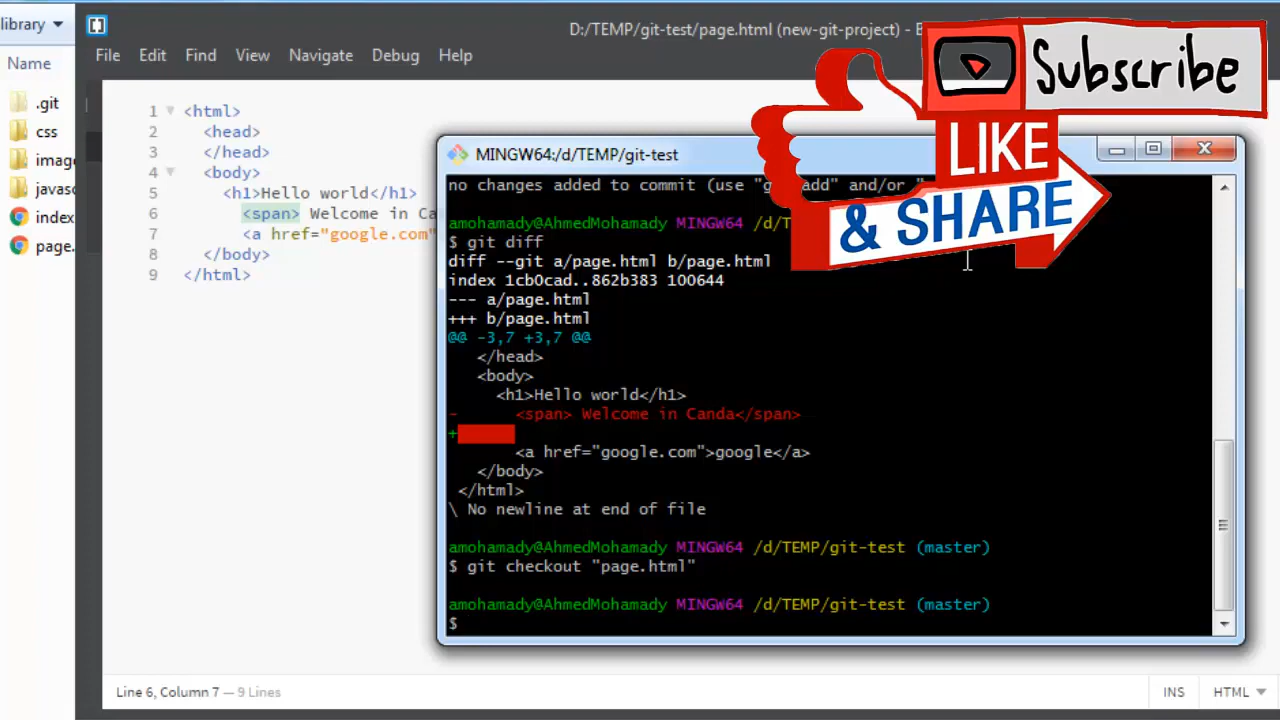 library
D:/TEMP/git-test/page.html (new-git-project) - B
File Edit Find View Navigate Debug Help
Subscribe
LIKE
& SHARE
Name
.git
css
imag
javasc
index
page.
1 <html>
2 <head>
3 </head>
4 <body>
5 <h1>Hello world</h1>
6 <span> Welcome in Can
7 <a href="google.com"
8 </body>
9 </html>
MINGW64:/d/TEMP/git-test
no changes added to commit (use "g add" and/or "
amohamady@AhmedMohamady MINGW64 /d/T
$ git diff
diff --git a/page.html b/page.html
index 1cb0cad..862b383 100644
--- a/page.html
+++ b/page.html
@@ -3,7 +3,7 @@
</head>
<body>
<h1>Hello world</h1>
- <span> Welcome in Canda</span>
+
<a href="google.com">google</a>
</body>
</html>
\ No newline at end of file
amohamady@AhmedMohamady MINGW64 /d/TEMP/git-test (master)
$ git checkout "page.html"
amohamady@AhmedMohamady MINGW64 /d/TEMP/git-test (master)
$
Line 6, Column 7 — 9 Lines
INS HTML